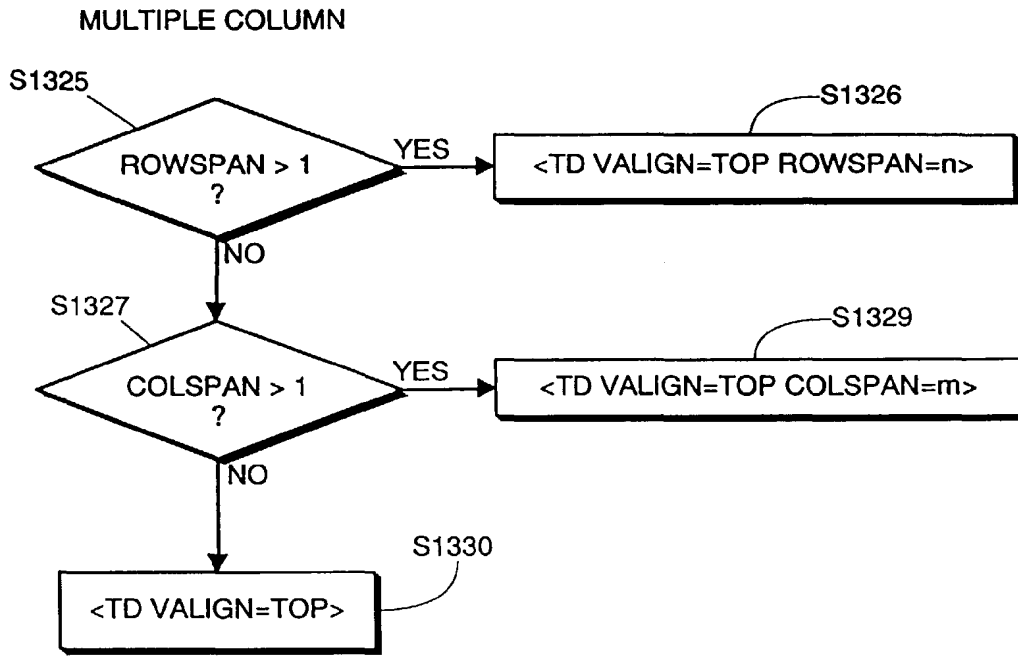 MULTIPLE COLUMN
S1325
ROWSPAN > 1
?
YES
S1326
<TD VALIGN=TOP ROWSPAN=n>
NO
S1327
COLSPAN > 1
?
YES
S1329
<TD VALIGN=TOP COLSPAN=m>
NO
S1330
<TD VALIGN=TOP>